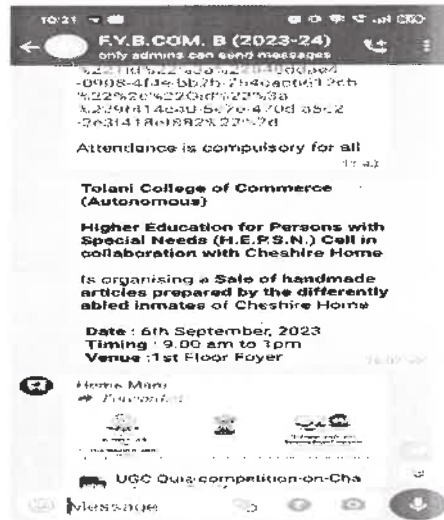 10:21
F.Y.B.COM. B (2023-24)
only admins can send messages
Attendance is compulsory for all
Tolani College of Commerce
(Autonomous)
Higher Education for Persons with
Special Needs (H.E.P.S.N.) Cell in
collaboration with Cheshire Home
Is organising a Sale of handmade
articles prepared by the differently
abled inmates of Cheshire Home
Date : 6th September, 2023
Timing : 9.00 am to 1pm
Venue :1st Floor Foyer
Forwarded
UGC Quiz competition-on-Cha
Message